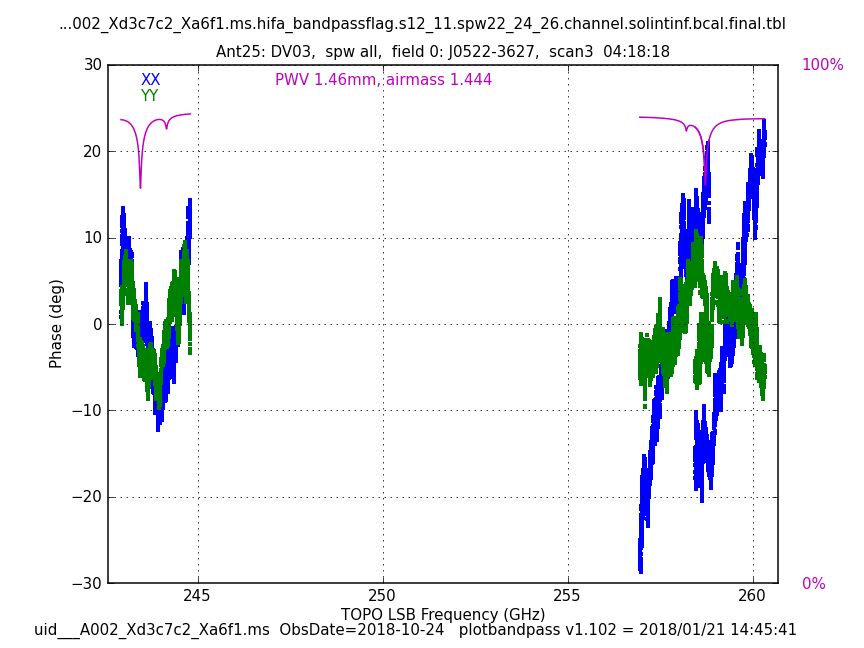 ...002_Xd3c7c2_Xa6f1.ms.hifa_bandpassflag.s12_11.spw22_24_26.channel.solintinf.bcal.final.tbl
Ant25: DV03,  spw all,  field 0: J0522-3627,  scan3  04:18:18
30
100%
XX
PWV 1.46mm, airmass 1.444
YY
20
10
0
−10
−20
−30
0%
Phase (deg)
245
250
255
260
TOPO LSB Frequency (GHz)
uid___A002_Xd3c7c2_Xa6f1.ms  ObsDate=2018-10-24   plotbandpass v1.102 = 2018/01/21 14:45:41